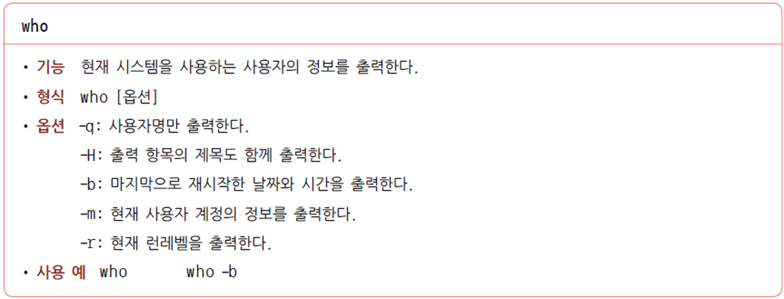 who
• 기능 현재 시스템을 사용하는 사용자의 정보를 출력한다.
• 형식 who [옵션]
• 옵션 -q: 사용자명만 출력한다.
-H: 출력 항목의 제목도 함께 출력한다.
-b: 마지막으로 재시작한 날짜와 시간을 출력한다.
-m: 현재 사용자 계정의 정보를 출력한다.
-r: 현재 런레벨을 출력한다.
• 사용 예 who who -b